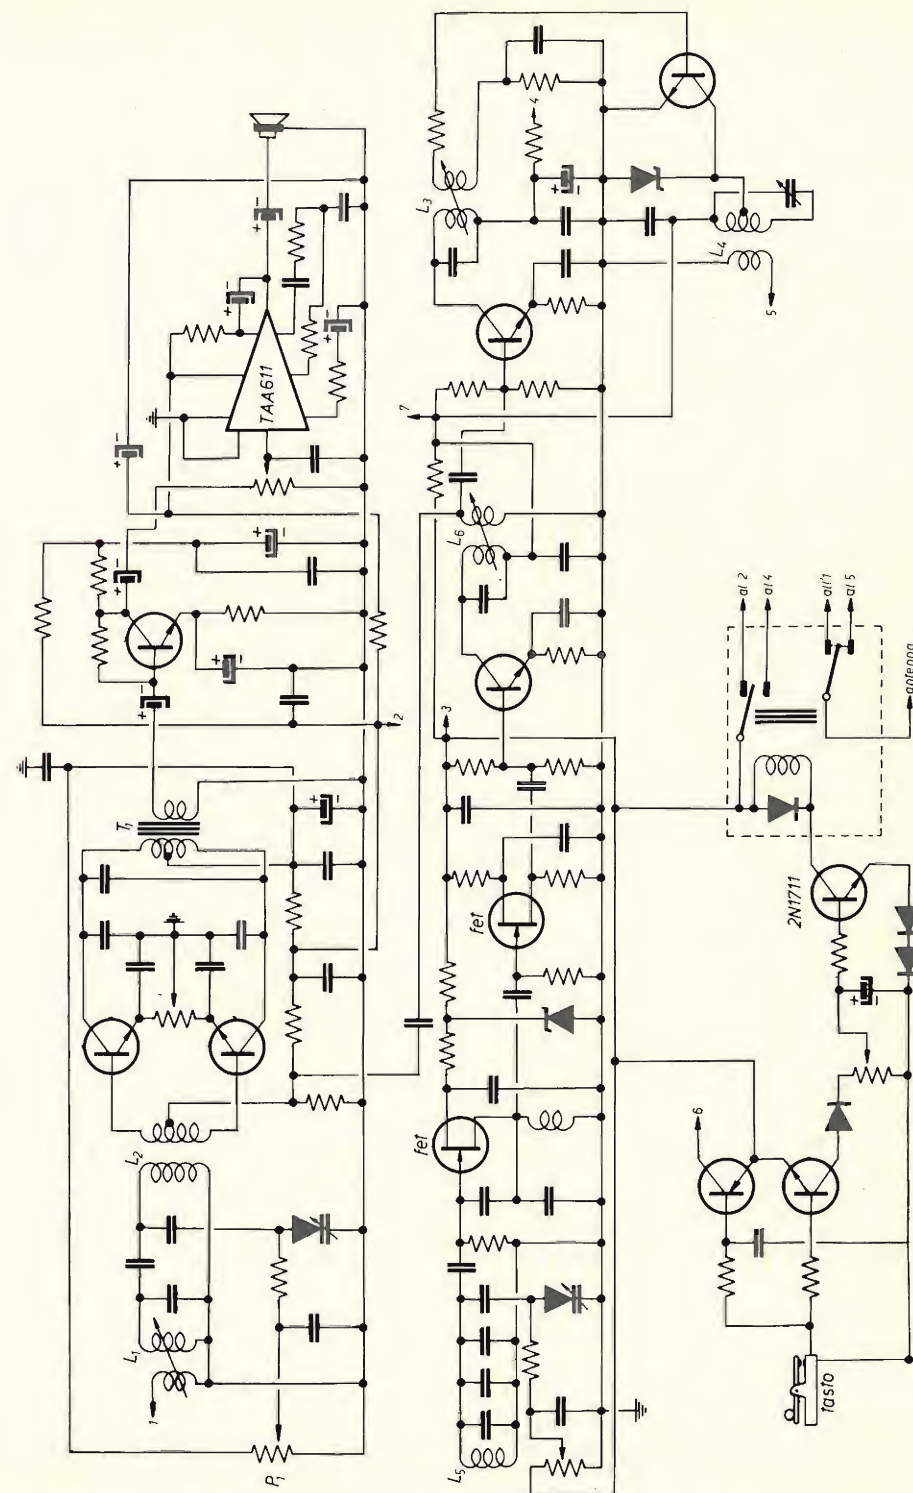 TAA611
+ -
+ -
+ -
+ -
+ -
+ -
+ -
+ -
+ -
+ -
2
T1
L2
L1
1
P1
4
L3
+ -
L4
5
7
L6
3
fet
fet
L5
al 2
al 4
all'1
al 5
antenna
2N1711
+ -
6
tasto